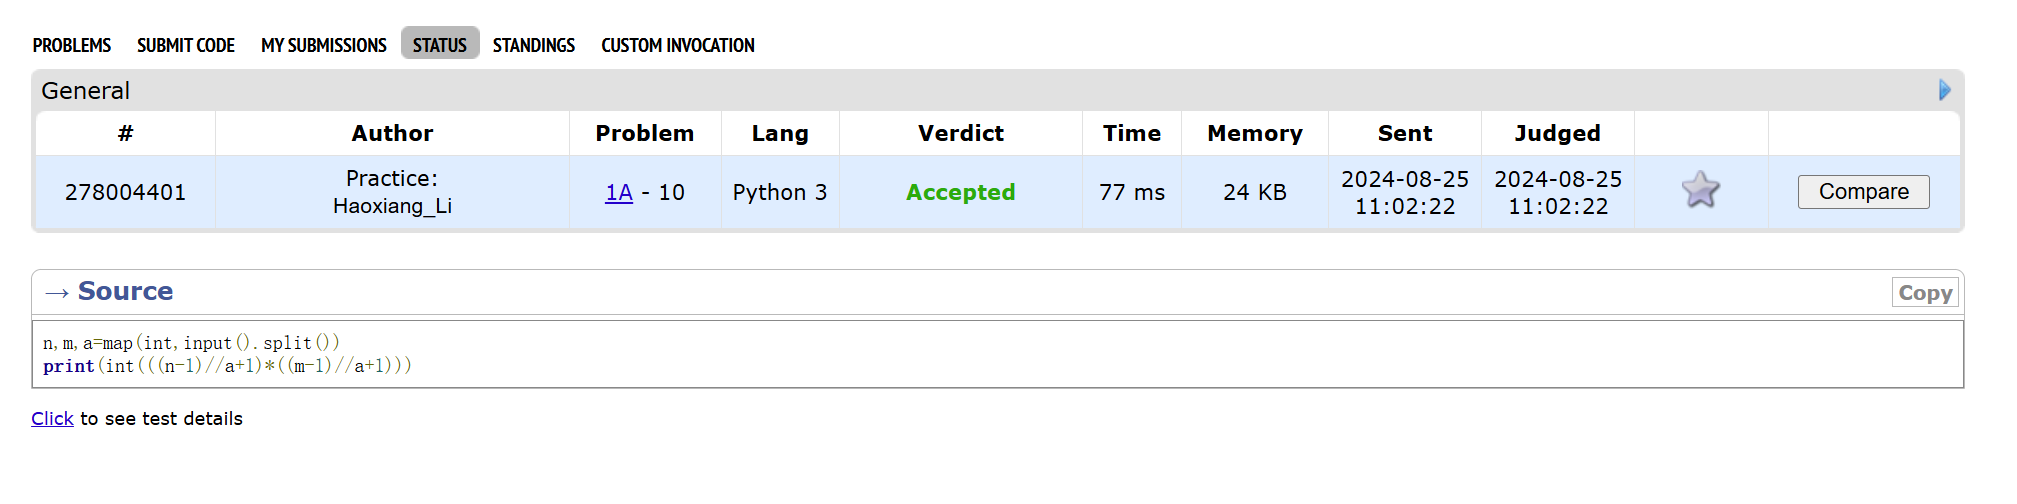 PROBLEMS SUBMIT CODE MY SUBMISSIONS STATUS STANDINGS CUSTOM INVOCATION
General
# Author Problem Lang Verdict Time Memory Sent Judged
278004401 Practice: Haoxiang_Li 1A - 10 Python 3 Accepted 77 ms 24 KB 2024-08-25 11:02:22 2024-08-25 11:02:22 Compare
→ Source Copy
n,m,a=map(int,input().split())
print(int(((n-1)//a+1)*((m-1)//a+1)))
Click to see test details